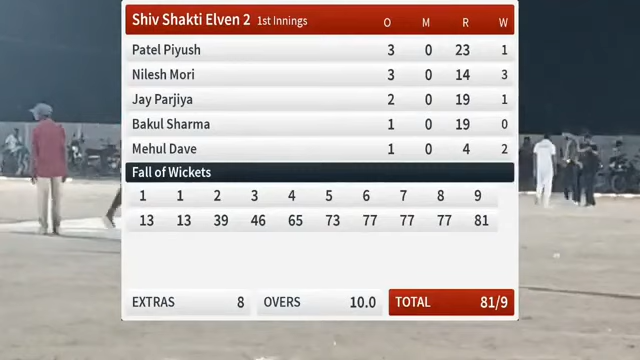 Shiv Shakti Elven 2 1st Innings O M R W
Patel Piyush 3 0 23 1
Nilesh Mori 3 0 14 3
Jay Parjiya 2 0 19 1
Bakul Sharma 1 0 19 0
Mehul Dave 1 0 4 2
Fall of Wickets
1 1 2 3 4 5 6 7 8 9
13 13 39 46 65 73 77 77 77 81
EXTRAS 8 OVERS 10.0 TOTAL 81/9